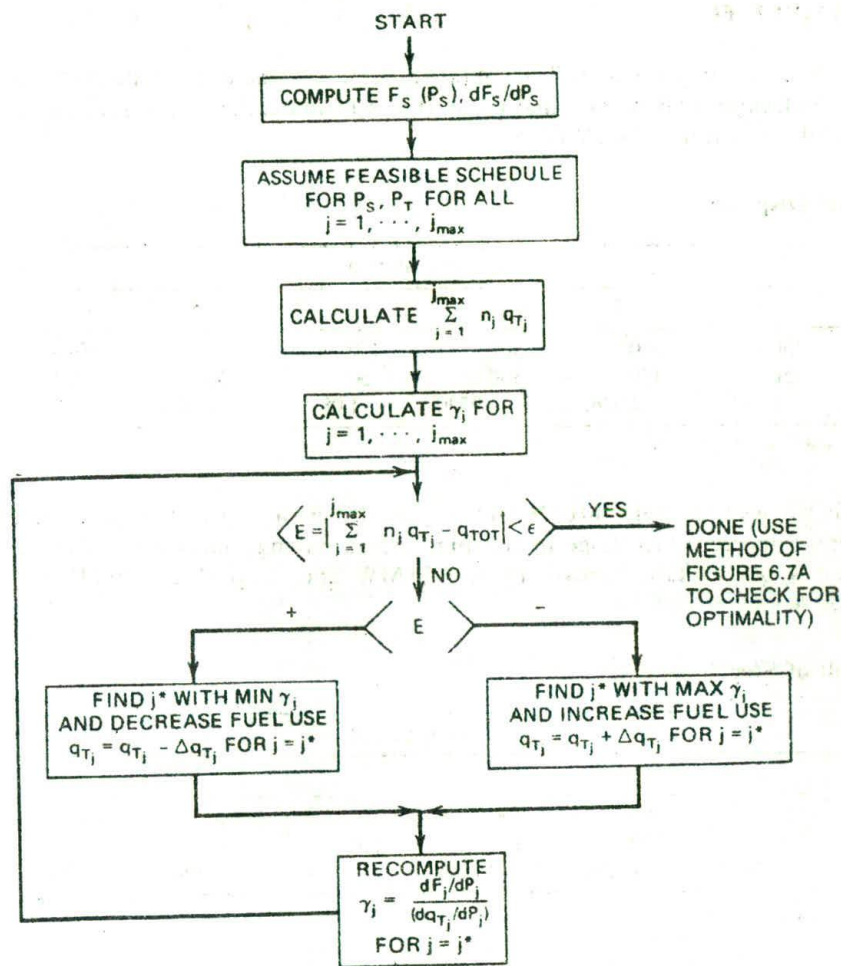 START
COMPUTE F_S (P_S), dF_S/dP_S
ASSUME FEASIBLE SCHEDULE
FOR P_S, P_T FOR ALL
j = 1, · · · , j_max
CALCULATE \sum_{j = 1}^{j_max} n_j q_{T_j}
CALCULATE γ_j FOR
j = 1, · · · , j_max
E = |\sum_{j = 1}^{j_max} n_j q_{T_j} - q_TOT| < ϵ
YES
DONE (USE
METHOD OF
FIGURE 6.7A
TO CHECK FOR
OPTIMALITY)
NO
+
E
−
FIND j* WITH MIN γ_j
AND DECREASE FUEL USE
q_{T_j} = q_{T_j} - Δq_{T_j} FOR j = j*
FIND j* WITH MAX γ_j
AND INCREASE FUEL USE
q_{T_j} = q_{T_j} + Δq_{T_j} FOR j = j*
RECOMPUTE
γ_j = dF_j/dP_j / (dq_{T_j}/dP_j)
FOR j = j*